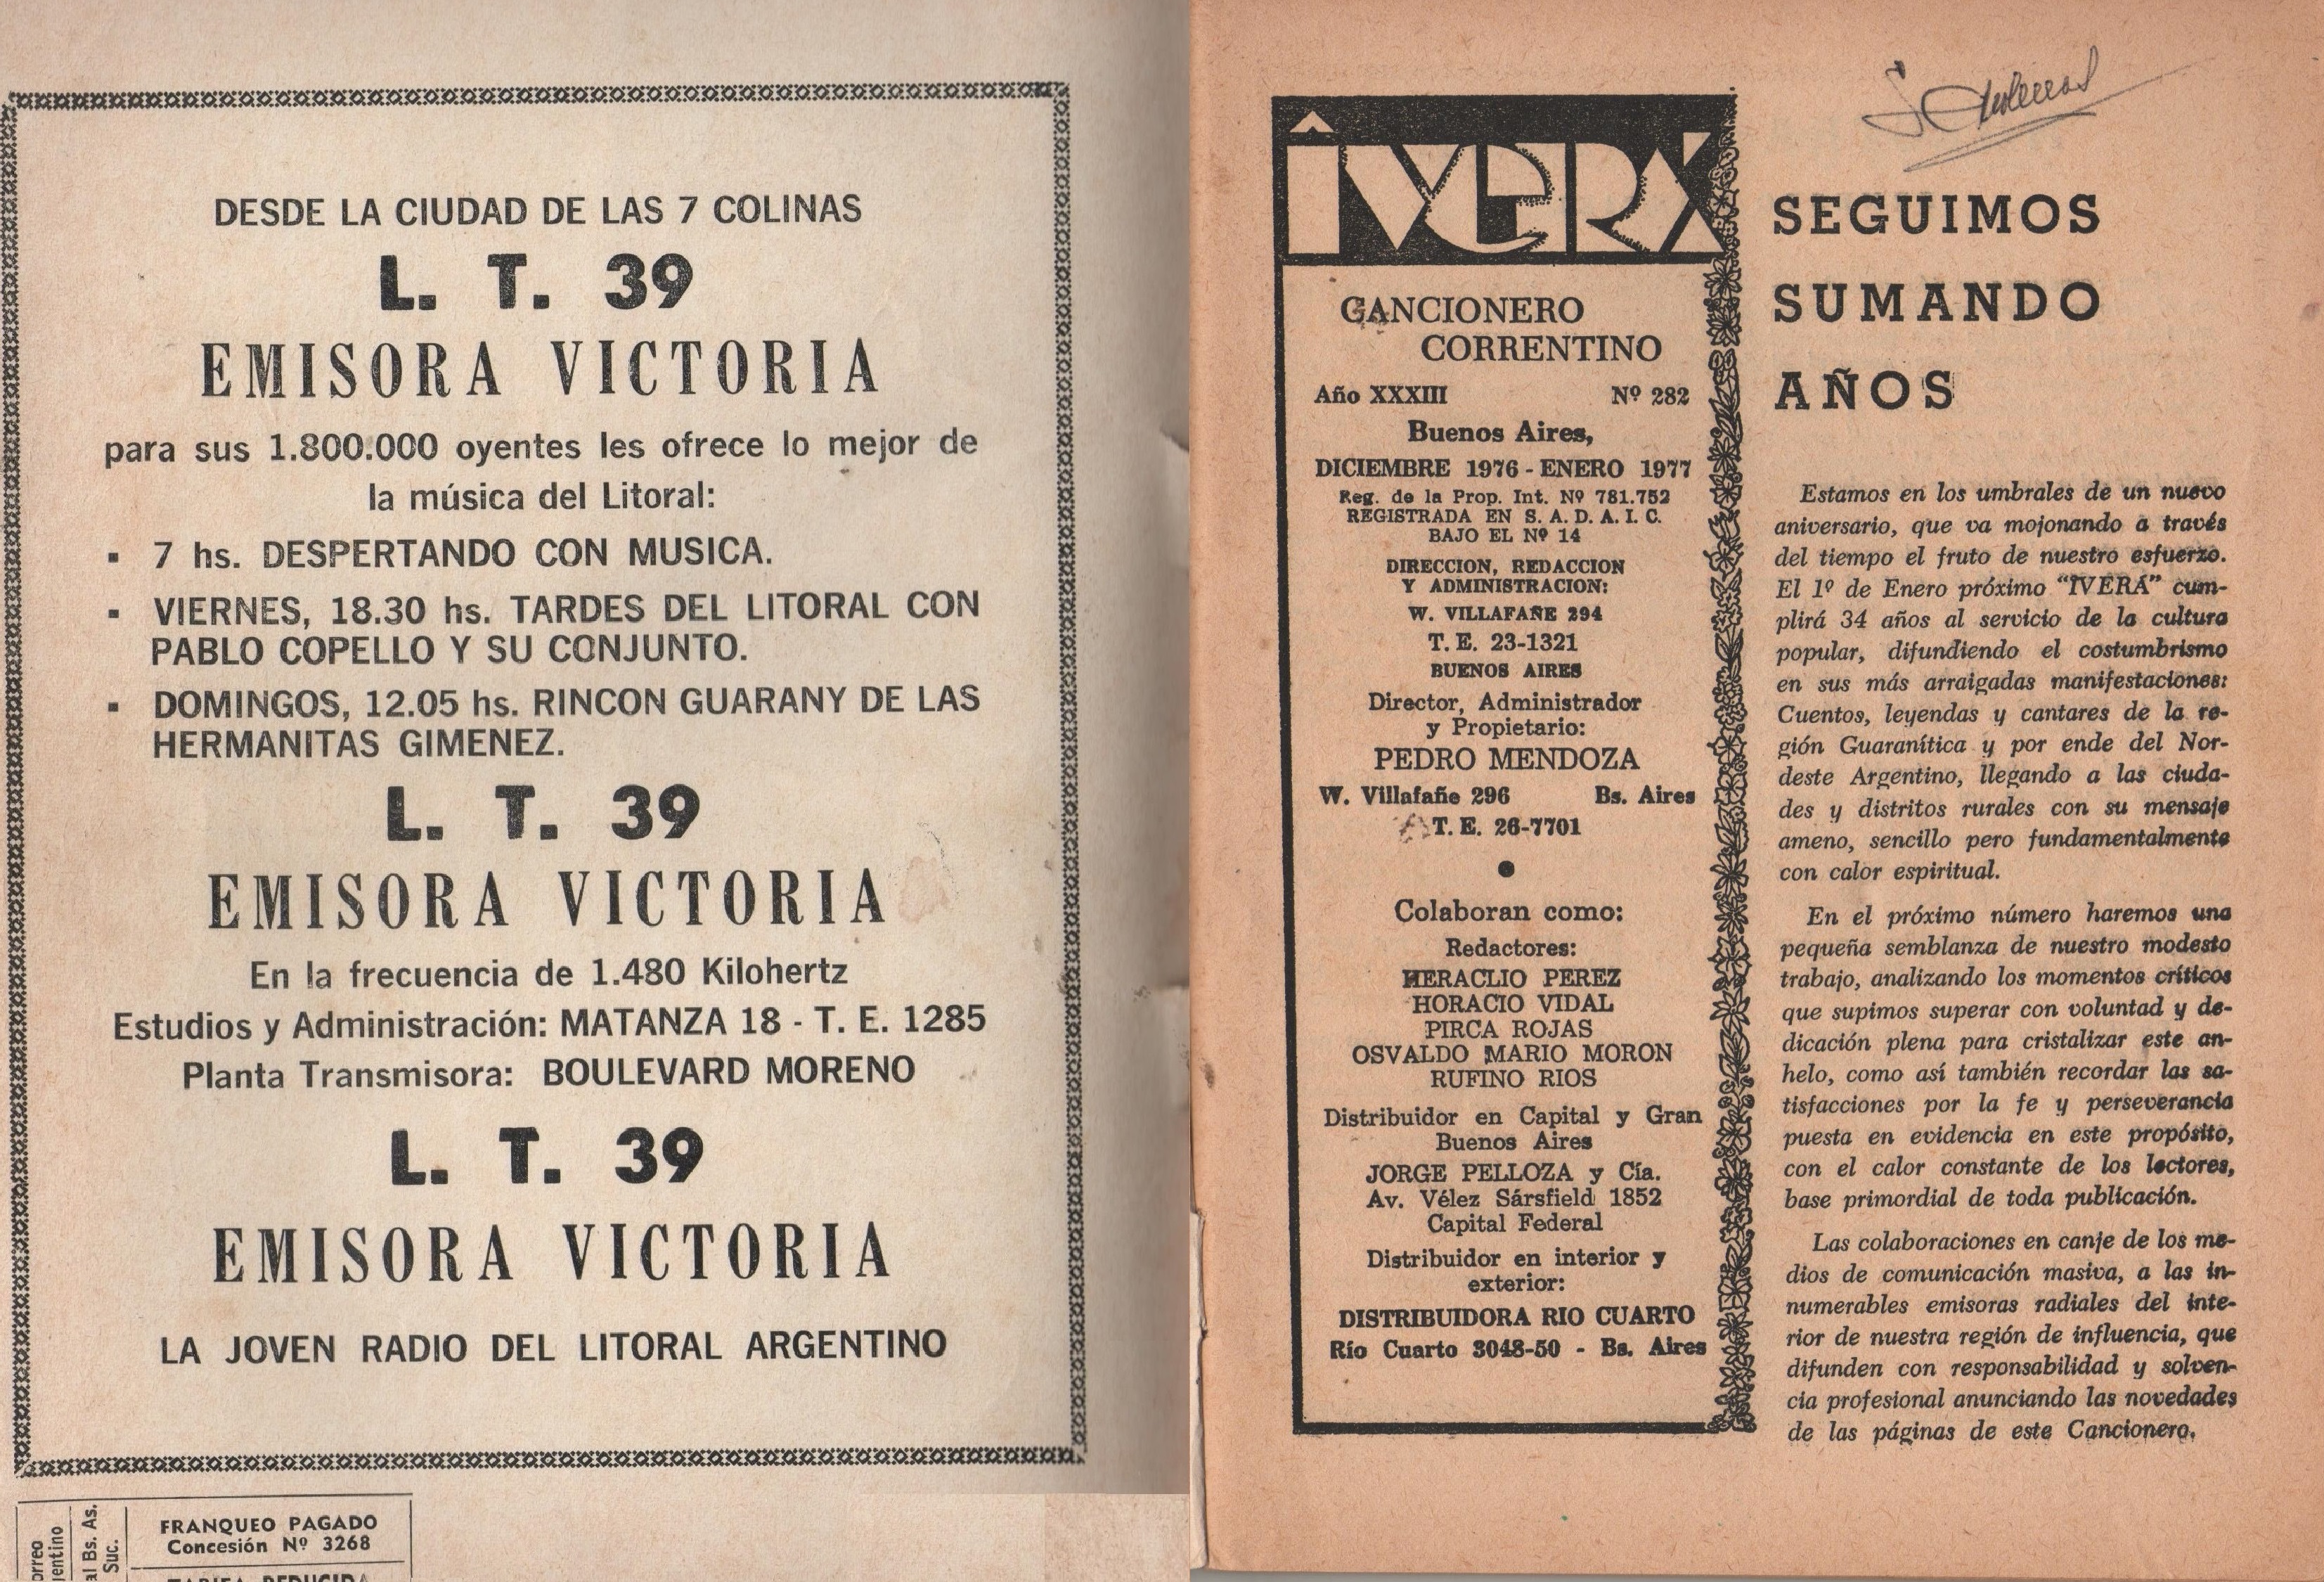 DESDE LA CIUDAD DE LAS 7 COLINAS
L. T. 39
EMISORA VICTORIA
para sus 1.800.000 oyentes les ofrece lo mejor de
la música del Litoral:
▪ 7 hs. DESPERTANDO CON MUSICA.
▪ VIERNES, 18.30 hs. TARDES DEL LITORAL CON
PABLO COPELLO Y SU CONJUNTO.
▪ DOMINGOS, 12.05 hs. RINCON GUARANY DE LAS
HERMANITAS GIMENEZ.
L. T. 39
EMISORA VICTORIA
En la frecuencia de 1.480 Kilohertz
Estudios y Administración: MATANZA 18 - T. E. 1285
Planta Transmisora: BOULEVARD MORENO
L. T. 39
EMISORA VICTORIA
LA JOVEN RADIO DEL LITORAL ARGENTINO
Bs. As.
Suc.
FRANQUEO PAGADO
Concesión Nº 3268
TARIFA REDUCIDA
ÎVERÁ
CANCIONERO
CORRENTINO
Año XXXIII Nº 282
Buenos Aires,
DICIEMBRE 1976 - ENERO 1977
Reg. de la Prop. Int. Nº 781.752
REGISTRADA EN S. A. D. A. I. C.
BAJO EL Nº 14
DIRECCION, REDACCION
Y ADMINISTRACION:
W. VILLAFAÑE 294
T. E. 23-1321
BUENOS AIRES
Director, Administrador
y Propietario:
PEDRO MENDOZA
W. Villafañe 296 Bs. Aires
T. E. 26-7701
Colaboran como:
Redactores:
HERACLIO PEREZ
HORACIO VIDAL
PIRCA ROJAS
OSVALDO MARIO MORON
RUFINO RIOS
Distribuidor en Capital y Gran
Buenos Aires
JORGE PELLOZA y Cía.
Av. Vélez Sársfield 1852
Capital Federal
Distribuidor en interior y
exterior:
DISTRIBUIDORA RIO CUARTO
Río Cuarto 3048-50 - Bs. Aires
SEGUIMOS
SUMANDO
AÑOS
Estamos en los umbrales de un nuevo
aniversario, que va mojonando a través
del tiempo el fruto de nuestro esfuerzo.
El 1º de Enero próximo “ÎVERÁ” cum-
plirá 34 años al servicio de la cultura
popular, difundiendo el costumbrismo
en sus más arraigadas manifestaciones:
Cuentos, leyendas y cantares de la re-
gión Guaranítica y por ende del Nor-
deste Argentino, llegando a las ciuda-
des y distritos rurales con su mensaje
ameno, sencillo pero fundamentalmente
con calor espiritual.
En el próximo número haremos una
pequeña semblanza de nuestro modesto
trabajo, analizando los momentos críticos
que supimos superar con voluntad y de-
dicación plena para cristalizar este an-
helo, como así también recordar las sa-
tisfacciones por la fe y perseverancia
puesta en evidencia en este propósito,
con el calor constante de los lectores,
base primordial de toda publicación.
Las colaboraciones en canje de los me-
dios de comunicación masiva, a las in-
numerables emisoras radiales del inte-
rior de nuestra región de influencia, que
difunden con responsabilidad y solven-
cia profesional anunciando las novedades
de las páginas de este Cancionero.